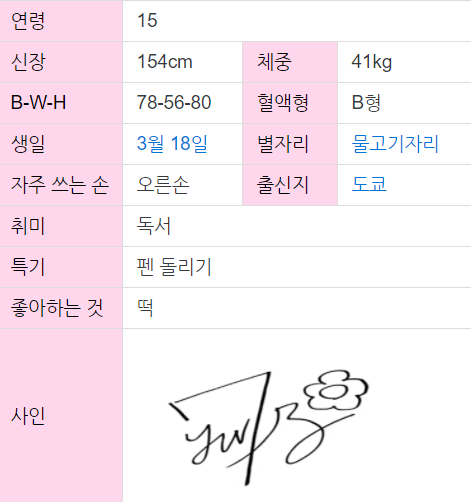 연령 15
신장 154cm 체중 41kg
B-W-H 78-56-80 혈액형 B형
생일 3월 18일 별자리 물고기자리
자주 쓰는 손 오른손 출신지 도쿄
취미 독서
특기 펜 돌리기
좋아하는 것 떡
사인